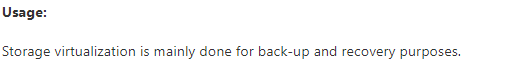 Usage:
Storage virtualization is mainly done for back-up and recovery purposes.